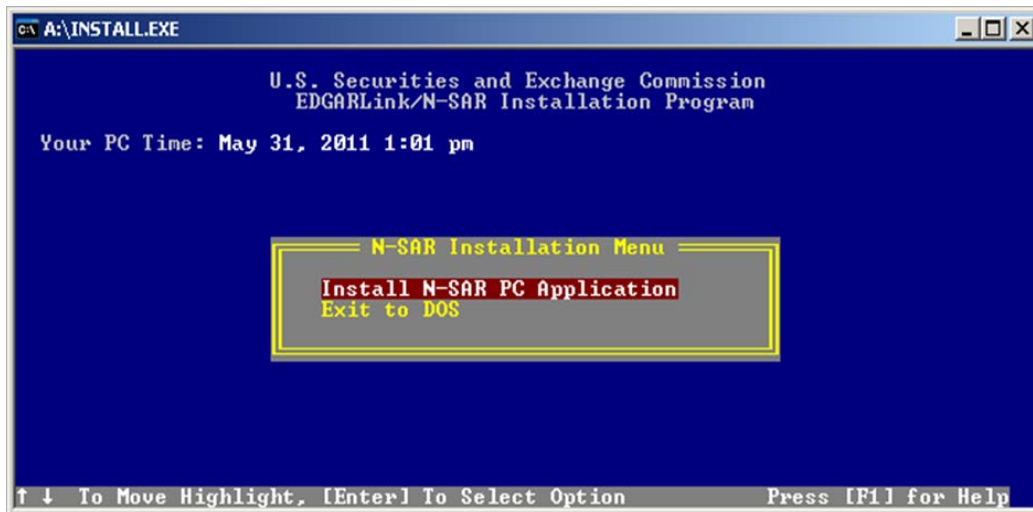 A:\INSTALL.EXE
U.S. Securities and Exchange Commission
EDGARLink/N-SAR Installation Program
Your PC Time: May 31, 2011 1:01 pm
N-SAR Installation Menu
Install N-SAR PC Application
Exit to DOS
↑ ↓ To Move Highlight, [Enter] To Select Option Press [F1] for Help